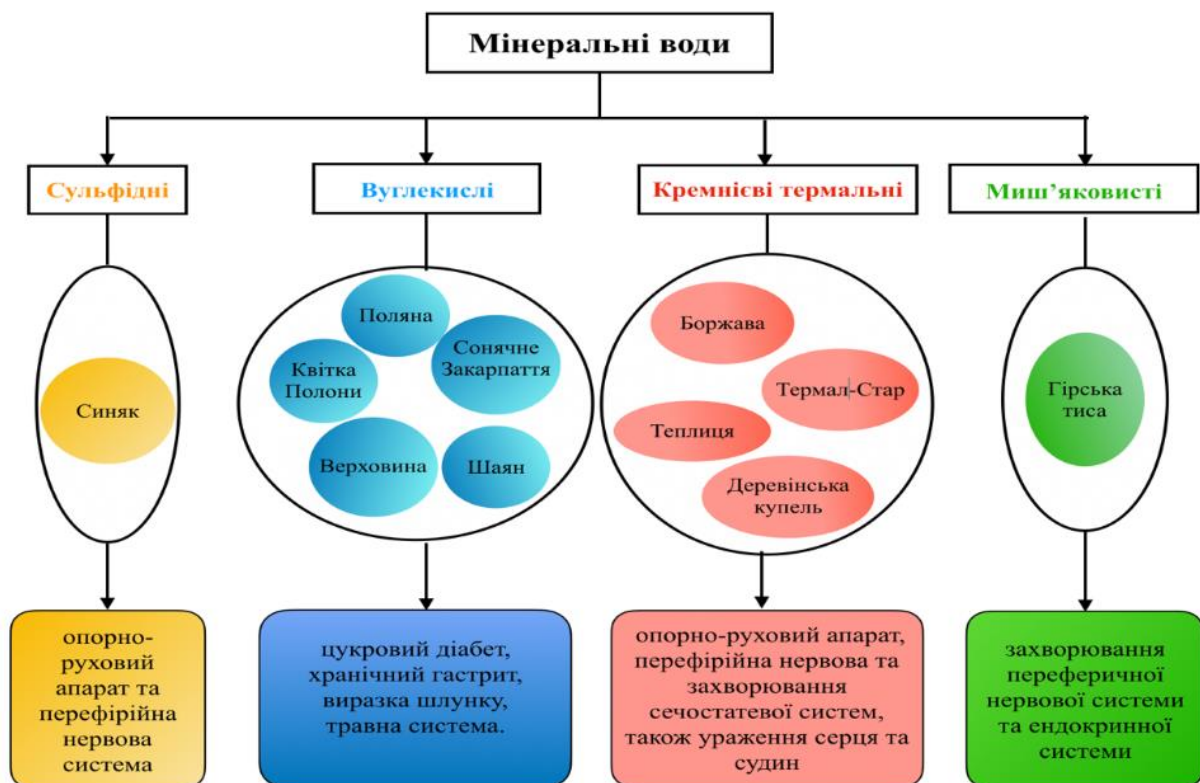 Мінеральні води
Сульфідні
Вуглекислі
Кремнієві термальні
Миш’яковисті
Синяк
Поляна
Сонячне
Закарпаття
Квітка
Полони
Верховина
Шаян
Боржава
Термал-Стар
Теплиця
Деревінська
купель
Гірська
тиса
опорно-
руховий
апарат та
перефірійна
нервова
система
цукровий діабет,
хранічний гастрит,
виразка шлунку,
травна система.
опорно-руховий апарат,
перефірійна нервова та
захворювання
сечостатевої систем,
також ураження серця та
судин
захворювання
переферичної
нервової системи
та ендокринної
системи